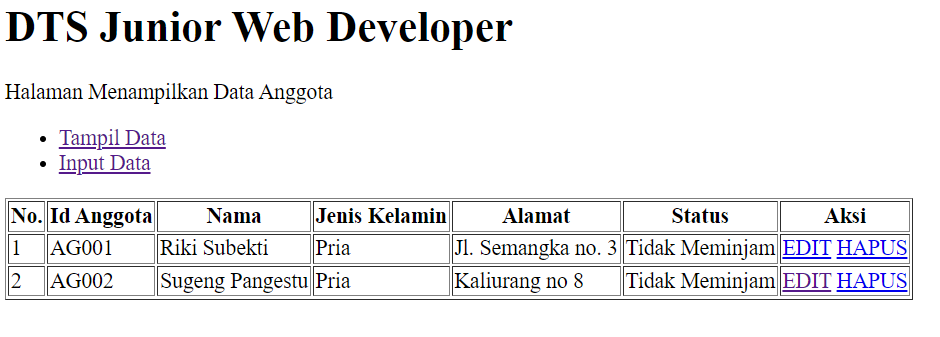 DTS Junior Web Developer
Halaman Menampilkan Data Anggota
Tampil Data
Input Data
No. Id Anggota Nama Jenis Kelamin Alamat Status Aksi
1 AG001 Riki Subekti Pria Jl. Semangka no. 3 Tidak Meminjam EDIT HAPUS
2 AG002 Sugeng Pangestu Pria Kaliurang no 8 Tidak Meminjam EDIT HAPUS